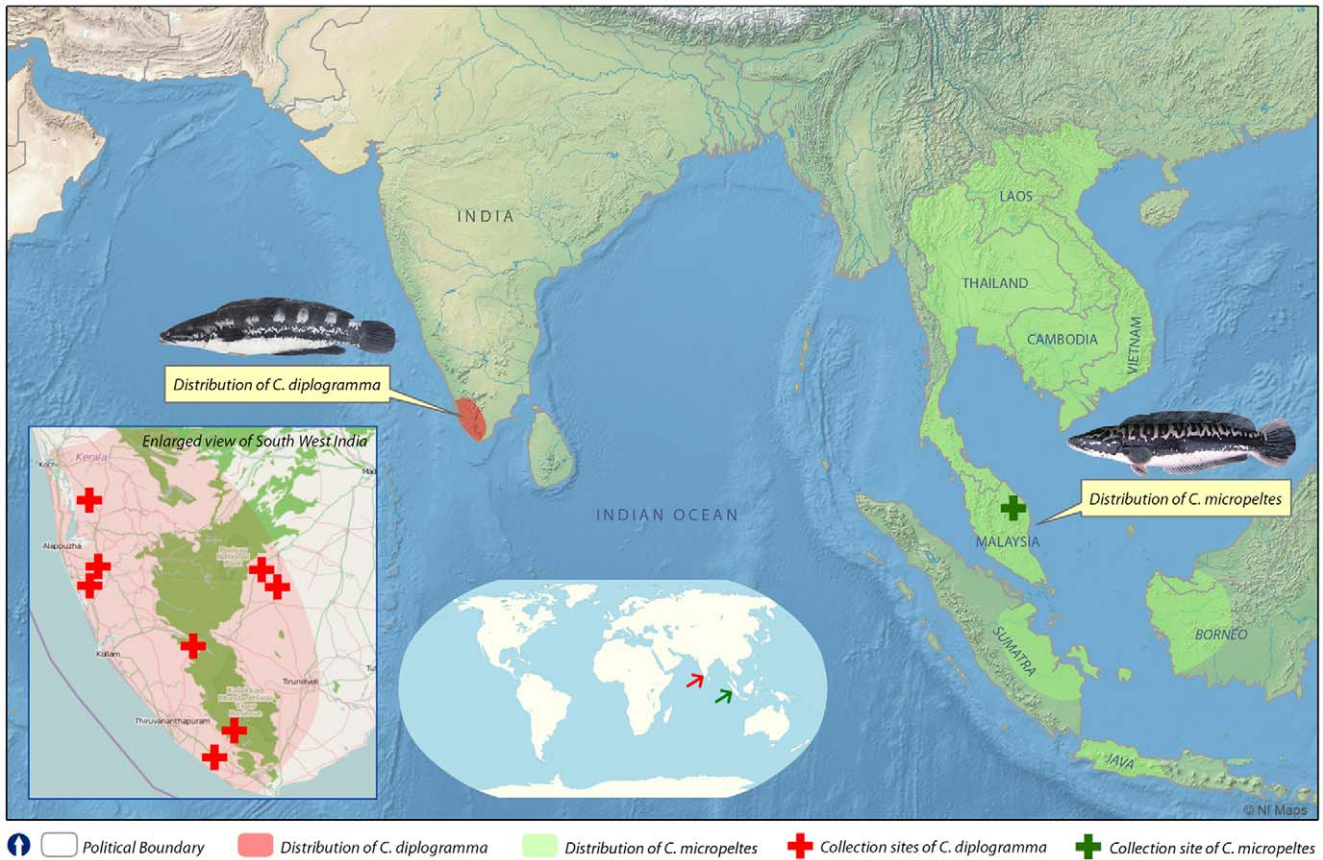 INDIA
LAOS
THAILAND
CAMBODIA
VIETNAM
Distribution of C. diplogramma
Enlarged view of South West India
Kerala
Kochi
Alappuzha
Kollam
Tirunelveli
Thiruvananthapuram
INDIAN OCEAN
Distribution of C. micropeltes
MALAYSIA
SUMATRA
BORNEO
JAVA
© NI Maps
Political Boundary
Distribution of C. diplogramma
Distribution of C. micropeltes
Collection sites of C. diplogramma
Collection site of C. micropeltes